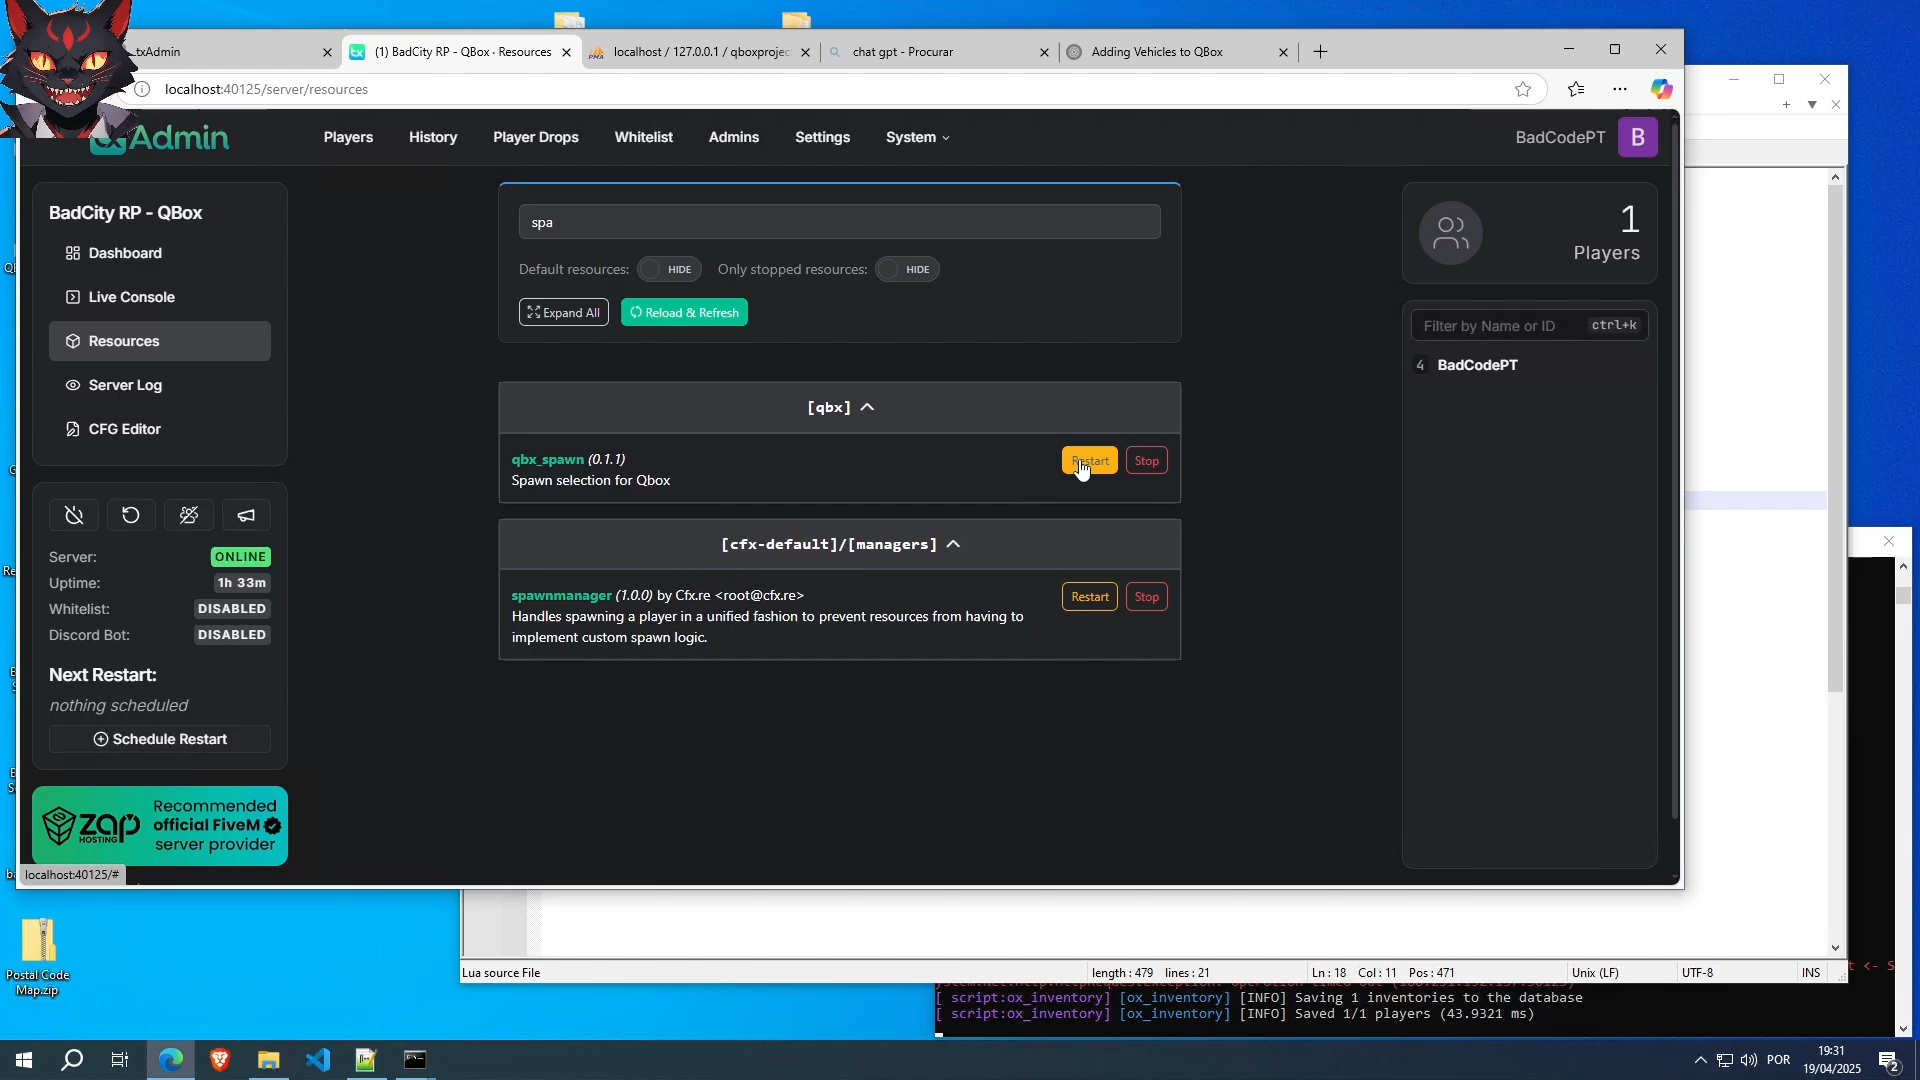 txAdmin
(1) BadCity RP - QBox · Resources
localhost / 127.0.0.1 / qboxprojec
chat gpt - Procurar
Adding Vehicles to QBox
localhost:40125/server/resources
txAdmin
Players
History
Player Drops
Whitelist
Admins
Settings
System
BadCodePT
B
BadCity RP - QBox
Dashboard
Live Console
Resources
Server Log
CFG Editor
Server: ONLINE
Uptime: 1h 33m
Whitelist: DISABLED
Discord Bot: DISABLED
Next Restart:
nothing scheduled
Schedule Restart
ZAP
HOSTING
Recommended
official FiveM
server provider
localhost:40125/#
spa
Default resources: HIDE Only stopped resources: HIDE
Expand All
Reload & Refresh
[qbx]
qbx_spawn (0.1.1)
Spawn selection for Qbox
Restart
Stop
[cfx-default]/[managers]
spawnmanager (1.0.0) by Cfx.re <root@cfx.re>
Handles spawning a player in a unified fashion to prevent resources from having to
implement custom spawn logic.
Restart
Stop
1
Players
Filter by Name or ID ctrl+k
4 BadCodePT
Postal Code
Map.zip
Lua source File
length : 479 lines : 21
Ln : 18 Col : 11 Pos : 471
Unix (LF)
UTF-8
INS
t <- S
[ script:ox_inventory] [ox_inventory] [INFO] Saving 1 inventories to the database
[ script:ox_inventory] [ox_inventory] [INFO] Saved 1/1 players (43.9321 ms)
POR
19:31
19/04/2025
2